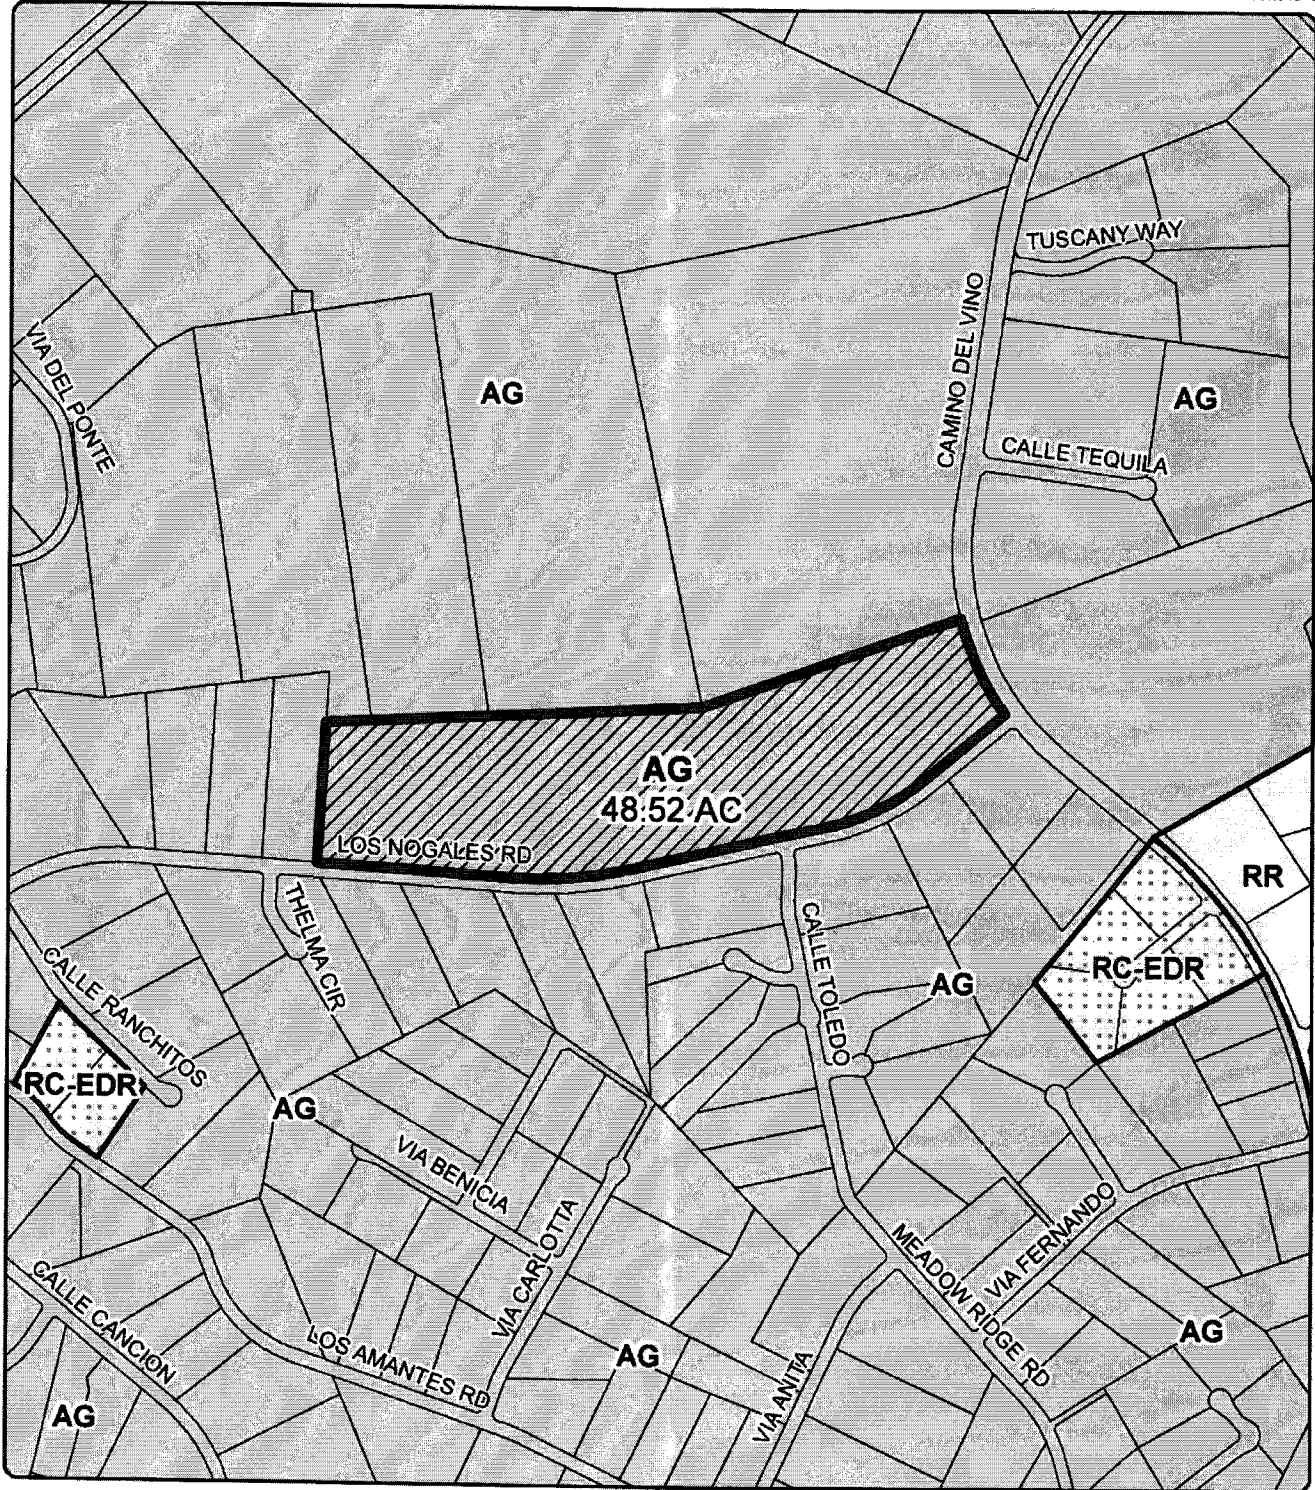 TUSCANY WAY
CAMINO DEL VINO
VIA DEL PONTE
AG
AG
CALLE TEQUILA
AG
48.52 AC
LOS NOGALES RD
RR
THELMA CIR
CALLE TOLEDO
RC-EDR
AG
CALLE RANCHITOS
RC-EDR
AG
VIA BENICIA
VIA CARLOTTA
MEADOW RIDGE RD
VIA FERNANDO
CALLE CANCION
LOS AMANTES RD
AG
AG
VIA ANITA
AG